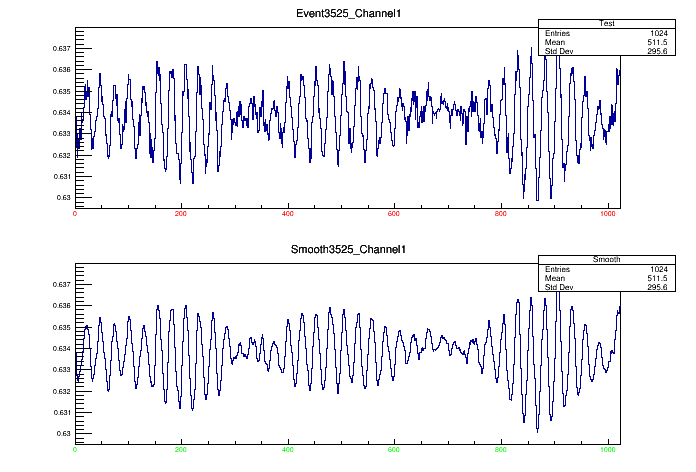 Event3525_Channel1
Test
Entries 1024
Mean 511.5
Std Dev 295.6
0.637
0.636
0.635
0.634
0.633
0.632
0.631
0.63
0 200 400 600 800 1000
Smooth3525_Channel1
Smooth
Entries 1024
Mean 511.5
Std Dev 295.6
0.637
0.636
0.635
0.634
0.633
0.632
0.631
0.63
0 200 400 600 800 1000